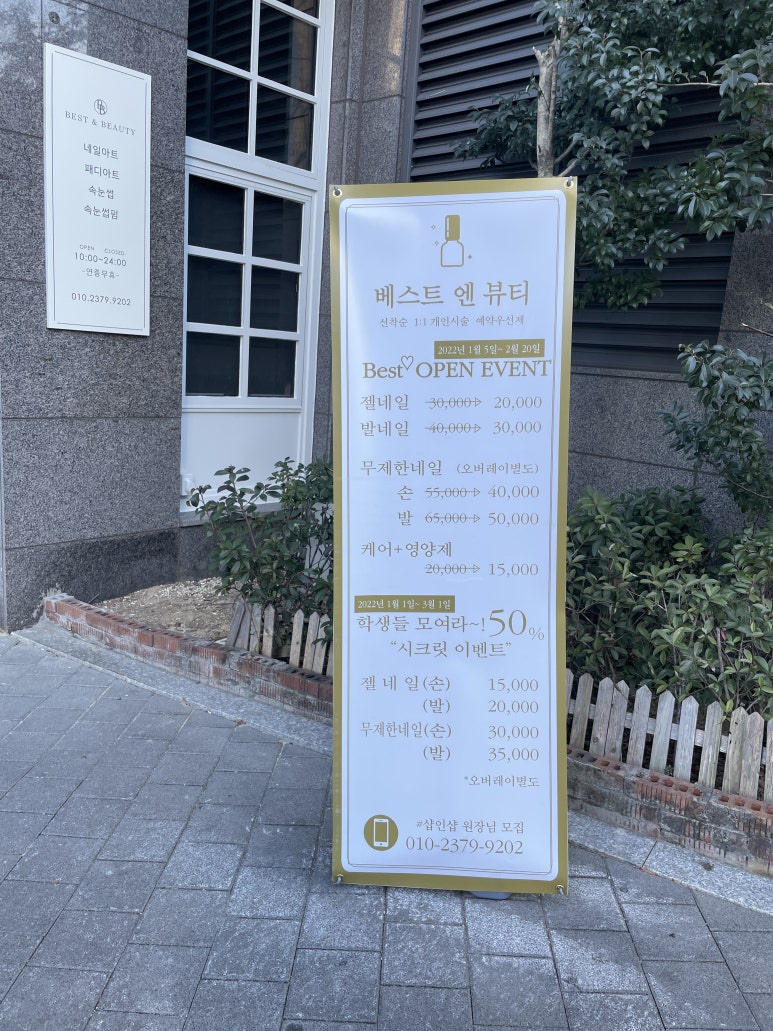 BEST & BEAUTY
네일아트
패디아트
속눈썹
속눈썹펌
OPEN CLOSED
10:00~24:00
-연중무휴-
010.2379.9202
베스트 엔 뷰티
선착순 1:1 개인시술 예약우선제
2022년 1월 5일~ 2월 20일
Best♡OPEN EVENT
젤네일 30,000▷ 20,000
발네일 40,000▷ 30,000
무제한네일 (오버레이별도)
손 55,000▷ 40,000
발 65,000▷ 50,000
케어+영양제
20,000▷ 15,000
2022년 1월 1일~ 3월 1일
학생들 모여라~! 50%
“시크릿 이벤트”
젤 네 일(손) 15,000
(발) 20,000
무제한네일(손) 30,000
(발) 35,000
*오버레이별도
#샵인샵 원장님 모집
010-2379-9202